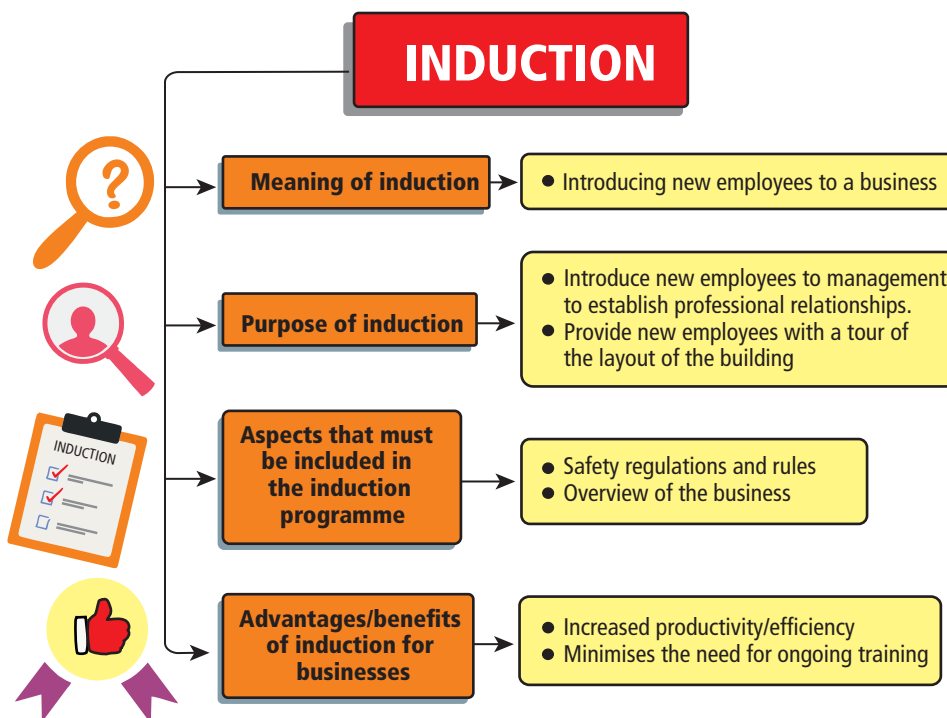 INDUCTION
?
Meaning of induction
● Introducing new employees to a business
Purpose of induction
● Introduce new employees to management
to establish professional relationships.
● Provide new employees with a tour of
the layout of the building
INDUCTION
Aspects that must
be included in
the induction
programme
● Safety regulations and rules
● Overview of the business
Advantages/benefits
of induction for
businesses
● Increased productivity/efficiency
● Minimises the need for ongoing training